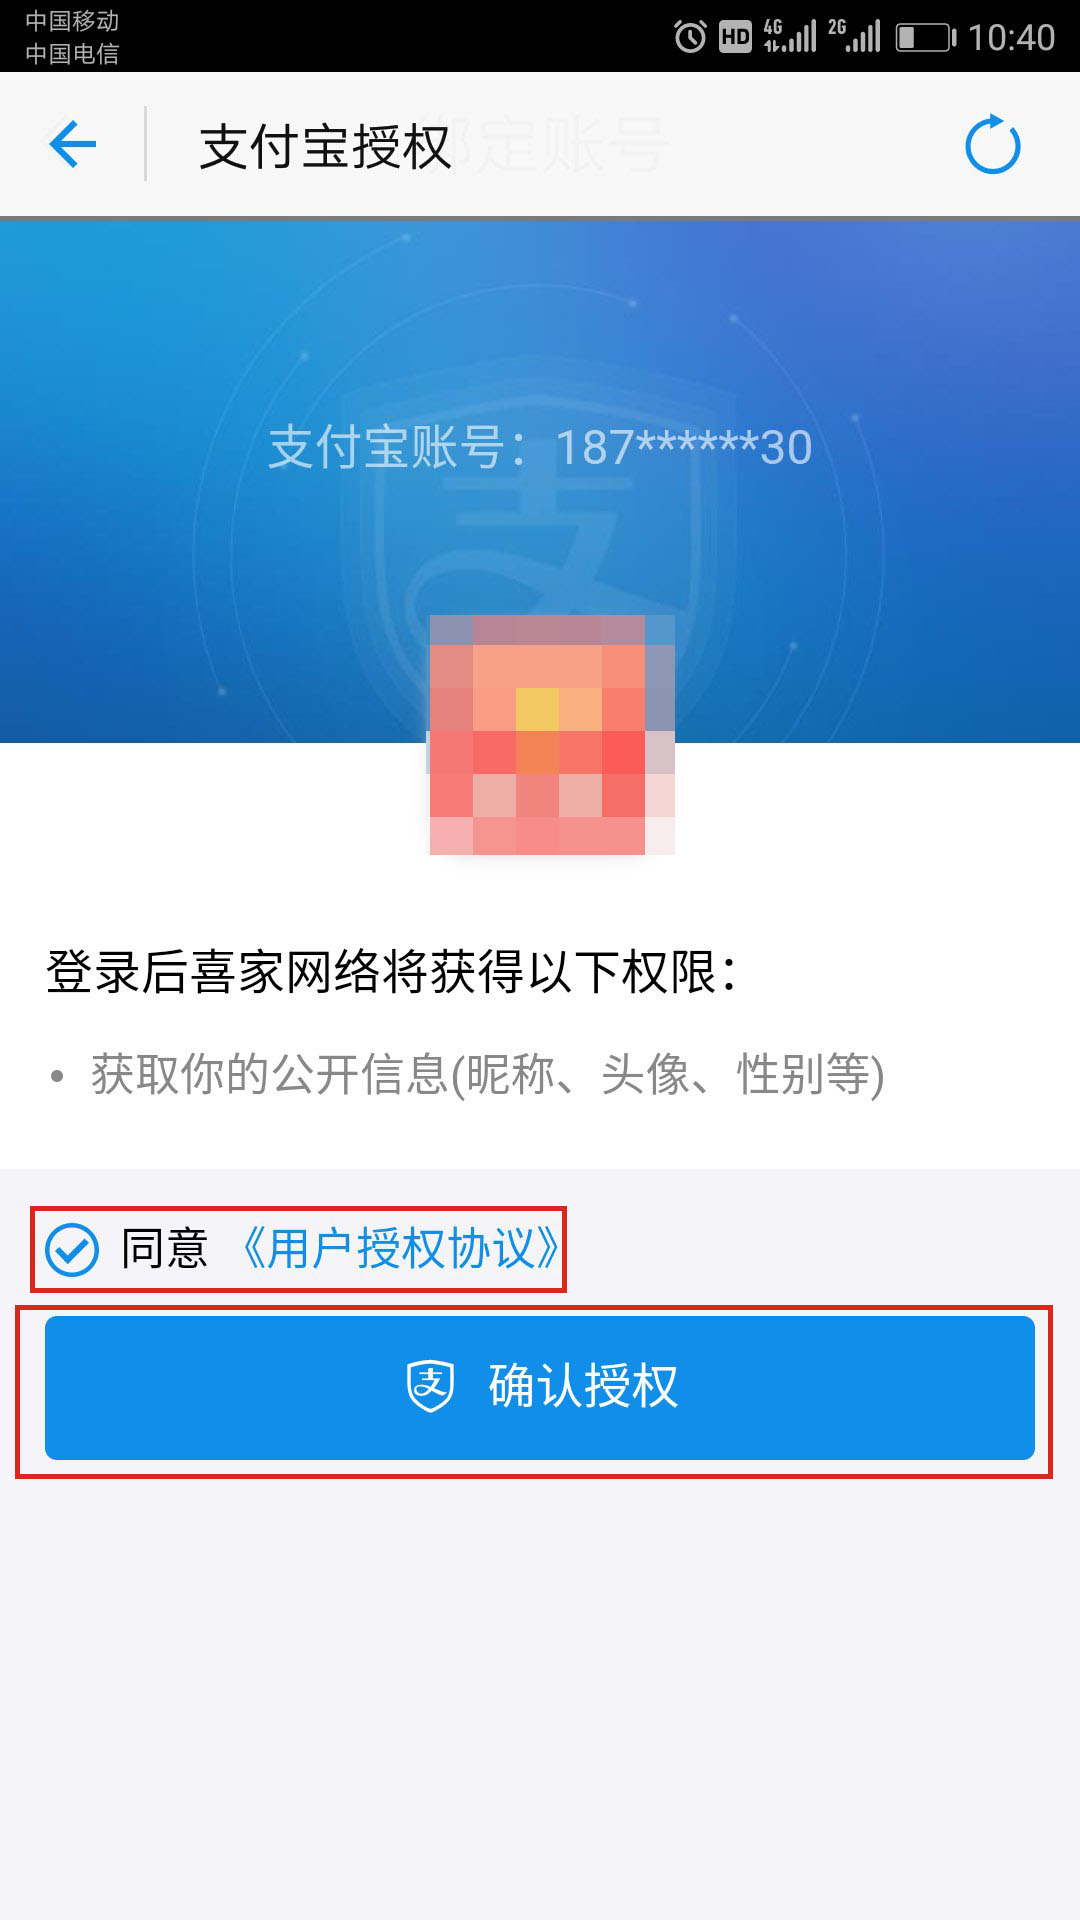 中国移动
中国电信
HD 4G 2G 10:40
支付宝授权
绑定账号
支付宝账号：187******30
登录后喜家网络将获得以下权限：
• 获取你的公开信息(昵称、头像、性别等)
同意 《用户授权协议》
支 确认授权